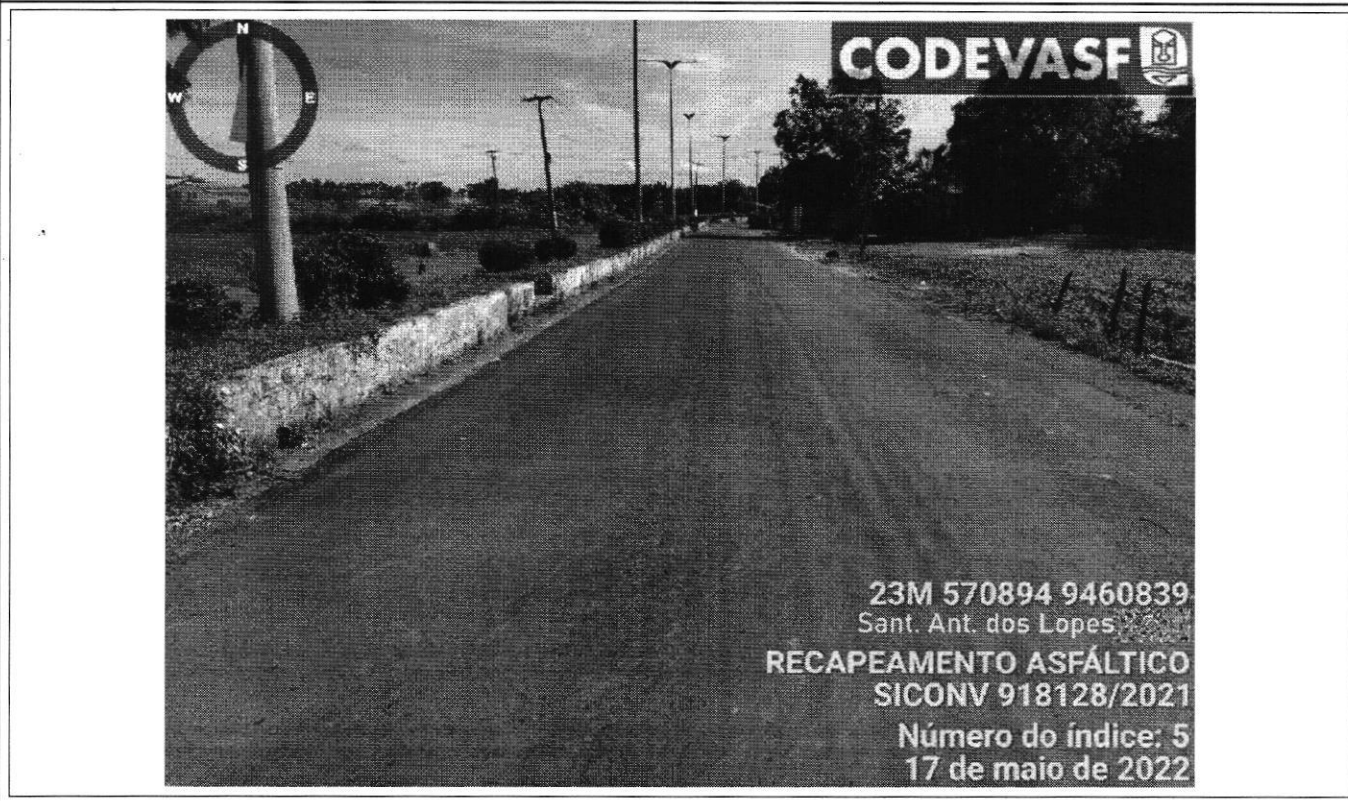 N
W
E
S
CODEVASF
23M 570894 9460839
Sant. Ant. dos Lopes
RECAPEAMENTO ASFÁLTICO
SICONV 918128/2021
Número do índice: 5
17 de maio de 2022